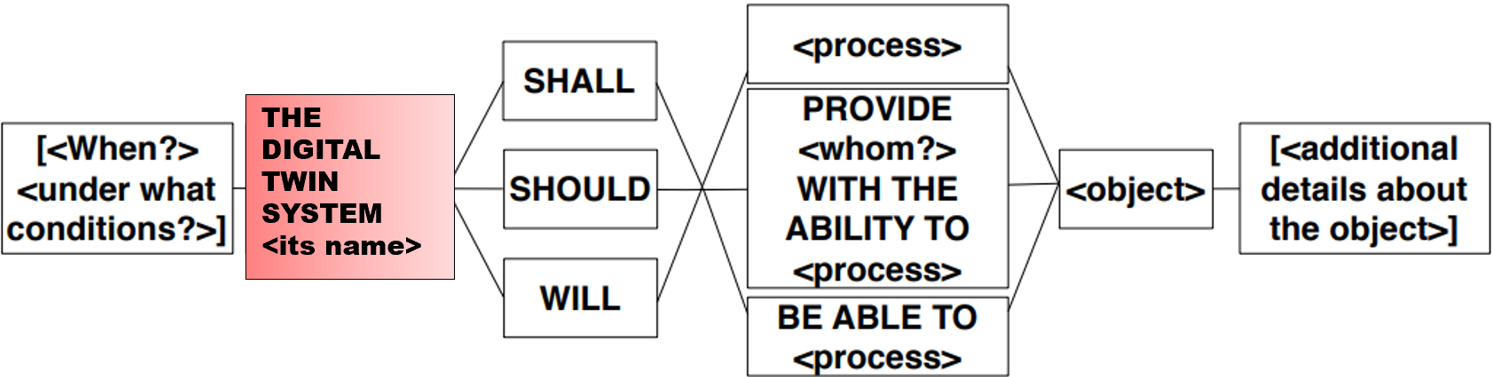 [<When?>
<under what
conditions?>]
THE
DIGITAL
TWIN
SYSTEM
<its name>
SHALL
SHOULD
WILL
<process>
PROVIDE
<whom?>
WITH THE
ABILITY TO
<process>
BE ABLE TO
<process>
<object>
[<additional
details about
the object>]